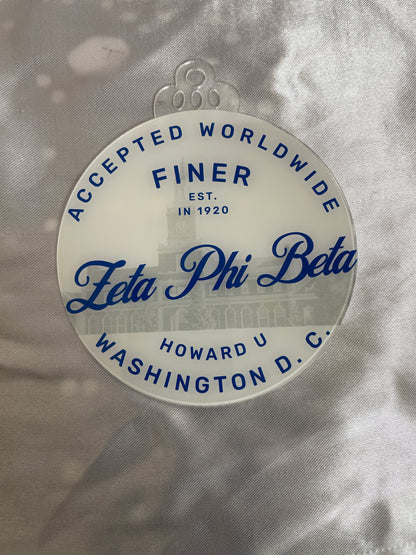 ACCEPTED WORLDWIDE
FINER
EST.
IN 1920
Zeta Phi Beta
HOWARD U
WASHINGTON D. C.